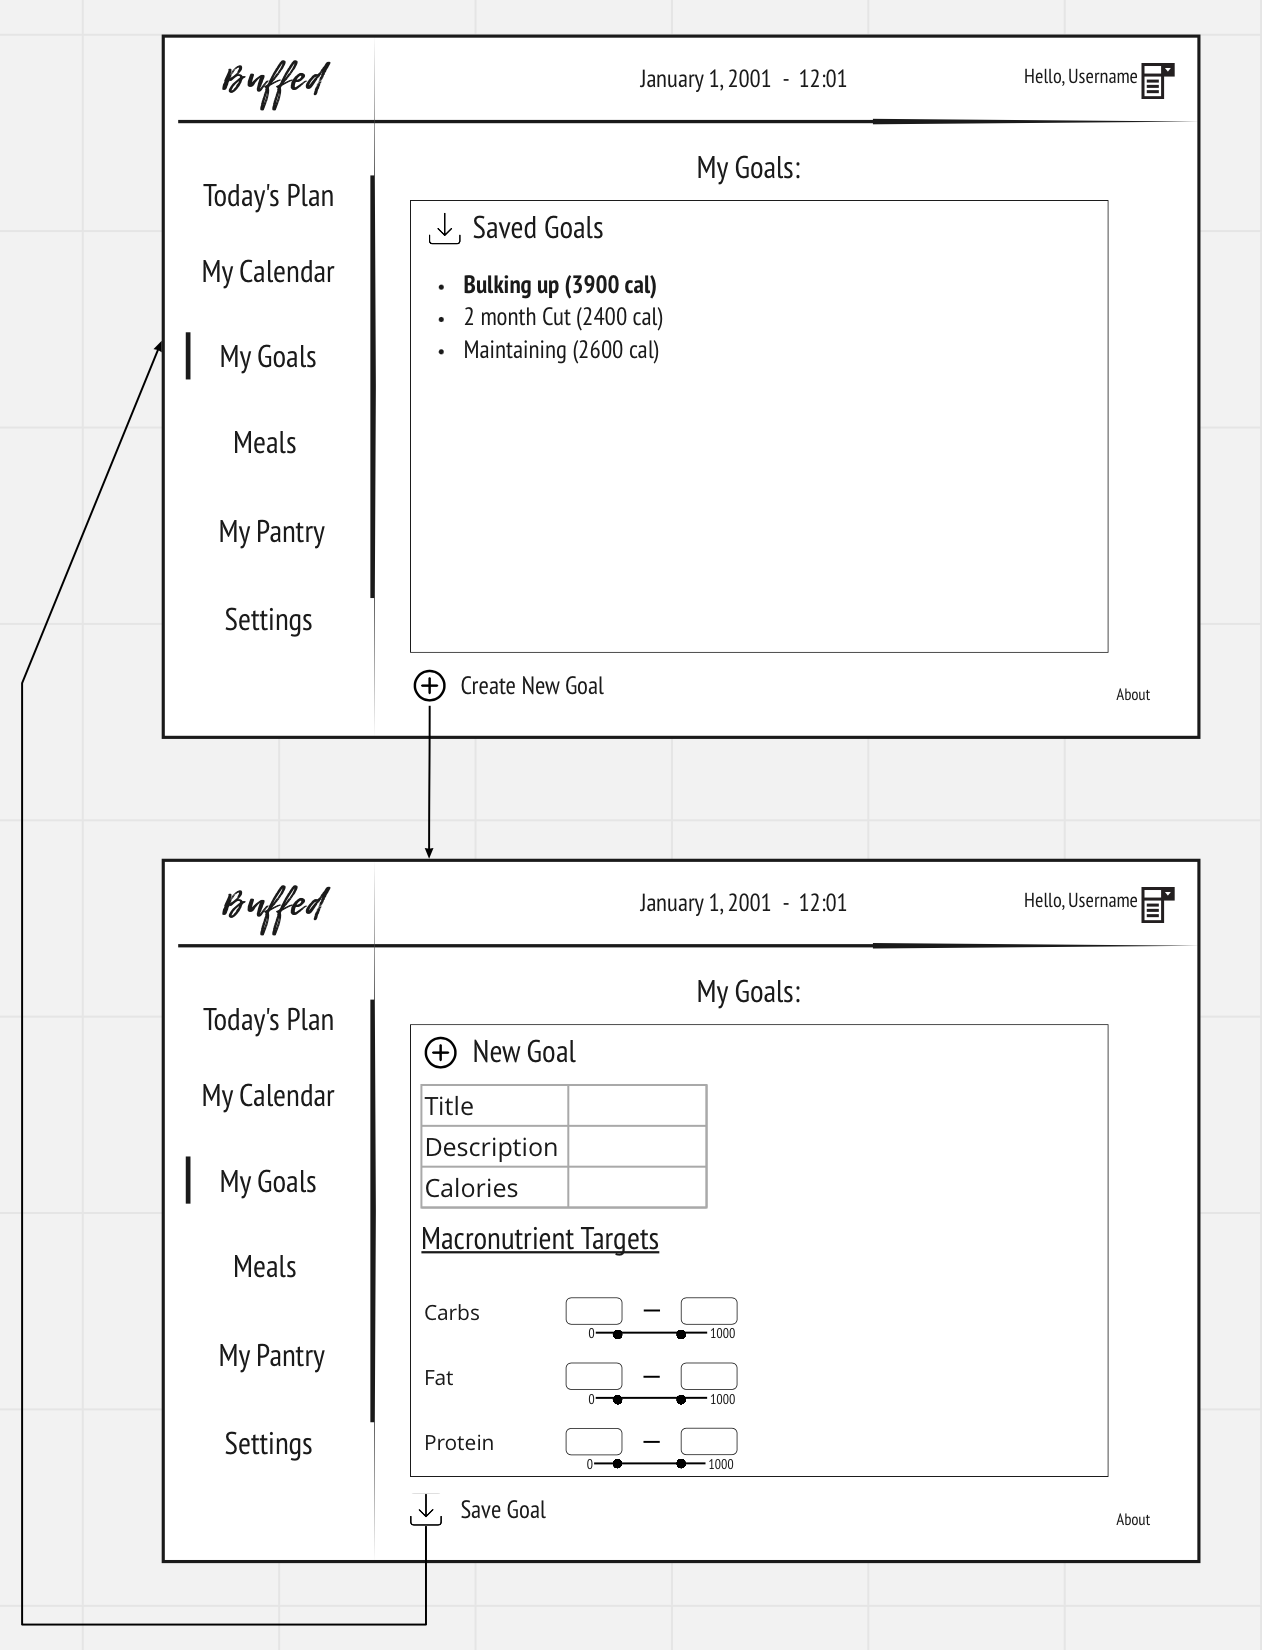 Buffed
January 1, 2001 - 12:01
Hello, Username
My Goals:
Today's Plan
My Calendar
My Goals
Meals
My Pantry
Settings
Saved Goals
• Bulking up (3900 cal)
• 2 month Cut (2400 cal)
• Maintaining (2600 cal)
Create New Goal
About
Buffed
January 1, 2001 - 12:01
Hello, Username
My Goals:
Today's Plan
My Calendar
My Goals
Meals
My Pantry
Settings
New Goal
Title
Description
Calories
Macronutrient Targets
Carbs –
0 1000
Fat –
0 1000
Protein –
0 1000
Save Goal
About